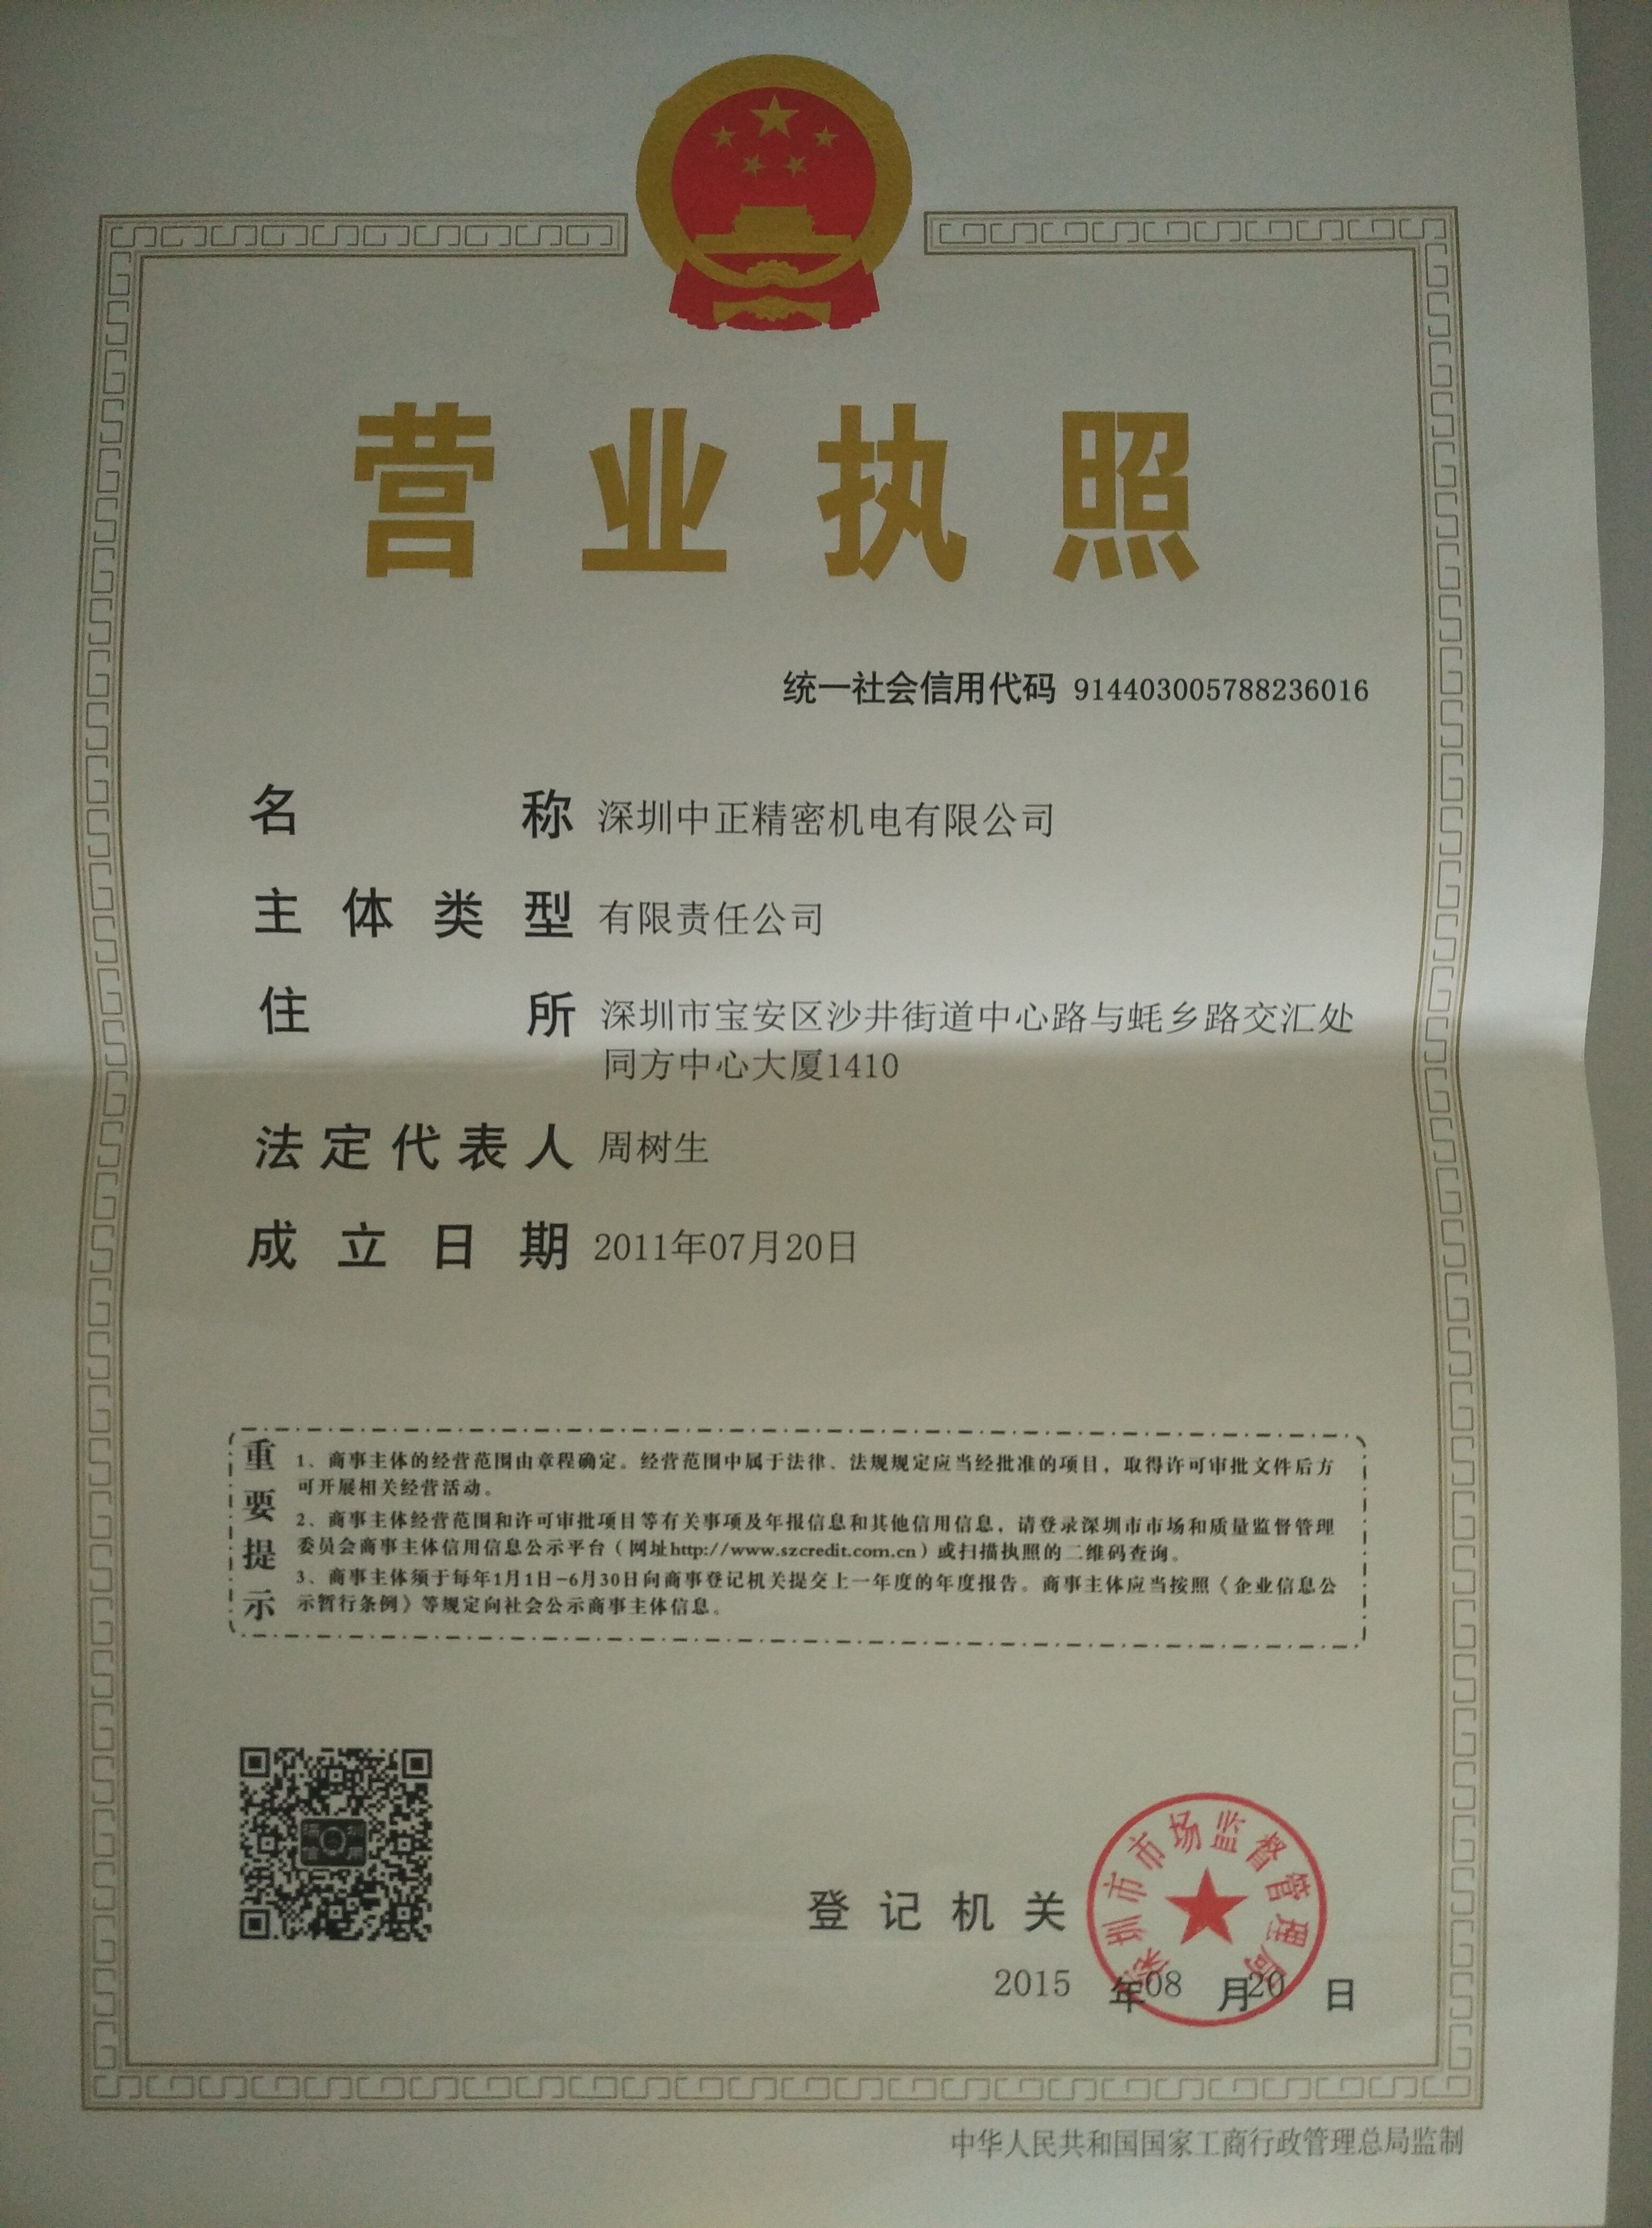 营业执照
统一社会信用代码 914403005788236016
名称 深圳中正精密机电有限公司
主体类型 有限责任公司
住所 深圳市宝安区沙井街道中心路与蚝乡路交汇处
同方中心大厦1410
法定代表人 周树生
成立日期 2011年07月20日
重要提示
1、商事主体的经营范围由章程确定。经营范围中属于法律、法规规定应当经批准的项目，取得许可审批文件后方
可开展相关经营活动。
2、商事主体经营范围和许可审批项目等有关事项及年报信息和其他信用信息，请登录深圳市市场和质量监督管理
委员会商事主体信用信息公示平台（网址http://www.szcredit.com.cn）或扫描执照的二维码查询。
3、商事主体须于每年1月1日-6月30日向商事登记机关提交上一年度的年度报告。商事主体应当按照《企业信息公
示暂行条例》等规定向社会公示商事主体信息。
深圳信用
登记机关
深圳市市场监督管理局
2015 年08 月20 日
中华人民共和国国家工商行政管理总局监制